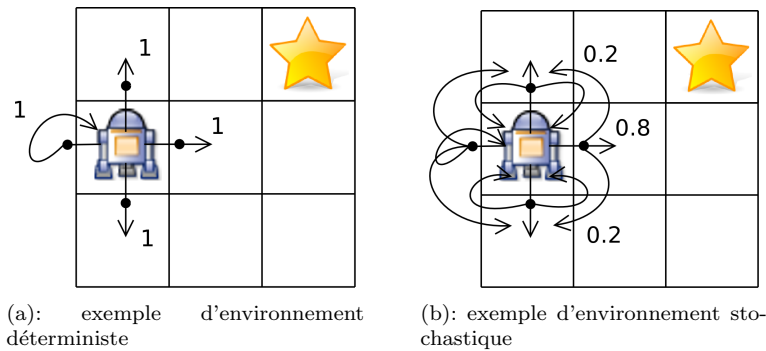 1
1
1
1
(a): exemple d'environnement
déterministe
0.2
0.8
0.2
(b): exemple d'environnement sto-
chastique